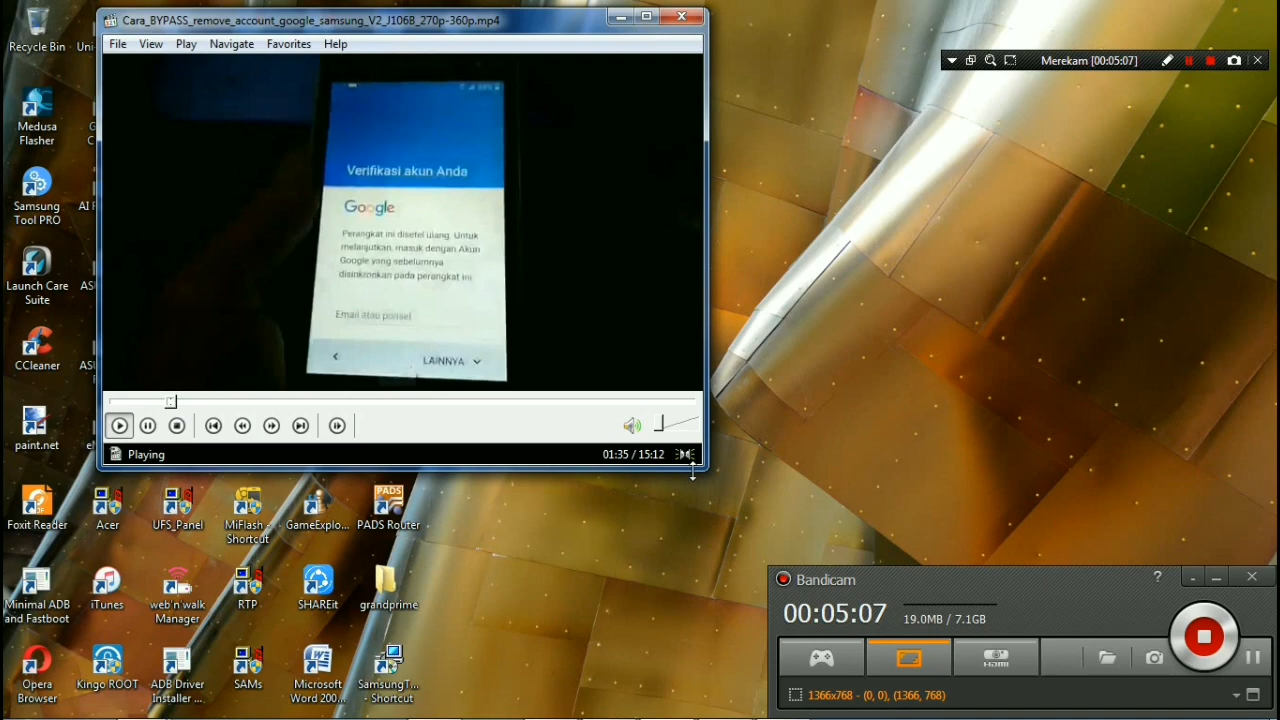 Cara_BYPASS_remove_account_google_samsung_V2_J106B_270p-360p.mp4
File View Play Navigate Favorites Help
Verifikasi akun Anda
Google
Perangkat ini disetel ulang. Untuk
melanjutkan, masuk dengan Akun
Google yang sebelumnya
disinkronkan pada perangkat ini.
Email atau ponsel
LAINNYA
Playing
01:35 / 15:12
Merekam [00:05:07]
Recycle Bin
Uni-
Medusa
Flasher
Samsung
Tool PRO
Launch Care
Suite
CCleaner
paint.net
Foxit Reader
Acer
UFS_Panel
MiFlash -
Shortcut
GameExplo...
PADS
PADS Router
Minimal ADB
and Fastboot
iTunes
web'n'walk
Manager
RTP
SHAREit
grandprime
Opera
Browser
Kingo ROOT
ADB Driver
Installer ...
SAMs
Microsoft
Word 200...
SamsungT...
- Shortcut
Bandicam
00:05:07
19.0MB / 7.1GB
HDMI
1366x768 - (0, 0), (1366, 768)